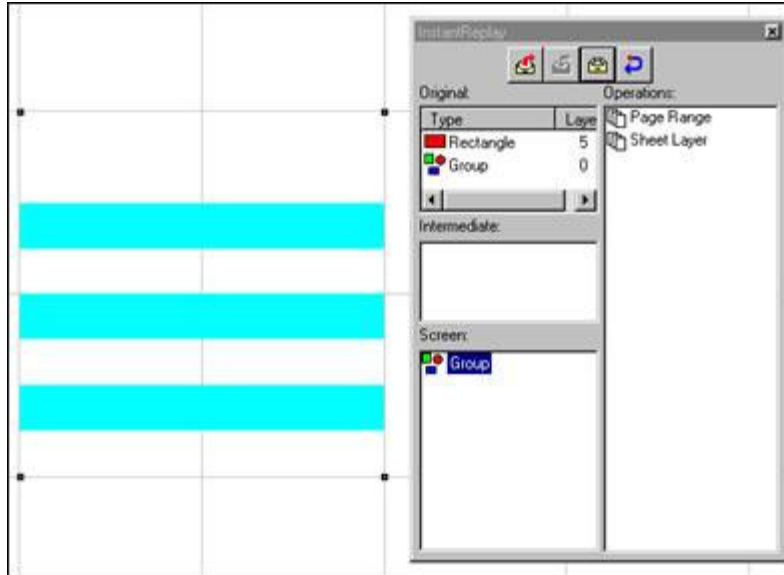 InstantReplay
Original: Operations:
Type Laye
Rectangle 5
Group 0
Page Range
Sheet Layer
Intermediate:
Screen:
Group